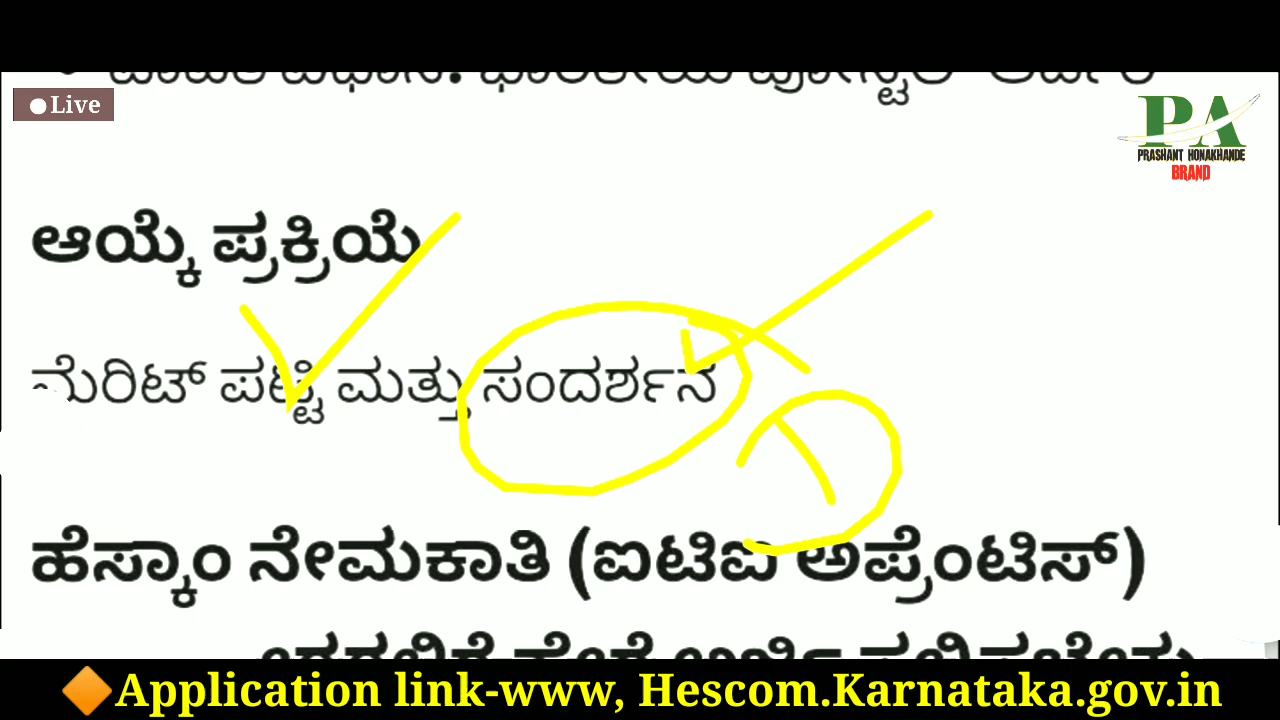 Live
PA
PRASHANT HONAKHANDE
BRAND
ಆಯ್ಕೆ ಪ್ರಕ್ರಿಯೆ
ಮೆರಿಟ್ ಪಟ್ಟಿ ಮತ್ತು ಸಂದರ್ಶನ
ಹೆಸ್ಕಾಂ ನೇಮಕಾತಿ (ಐಟಿಐ ಅಪ್ರೆಂಟಿಸ್)
🔶Application link-www, Hescom.Karnataka.gov.in